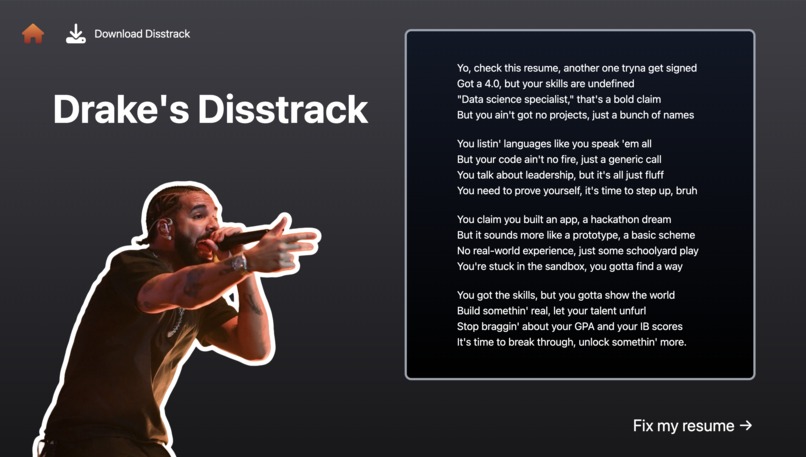 Download Disstrack
Drake's Disstrack
Yo, check this resume, another one tryna get signed
Got a 4.0, but your skills are undefined
"Data science specialist," that's a bold claim
But you ain't got no projects, just a bunch of names
You listin' languages like you speak 'em all
But your code ain't no fire, just a generic call
You talk about leadership, but it's all just fluff
You need to prove yourself, it's time to step up, bruh
You claim you built an app, a hackathon dream
But it sounds more like a prototype, a basic scheme
No real-world experience, just some schoolyard play
You're stuck in the sandbox, you gotta find a way
You got the skills, but you gotta show the world
Build somethin' real, let your talent unfurl
Stop braggin' about your GPA and your IB scores
It's time to break through, unlock somethin' more.
Fix my resume →